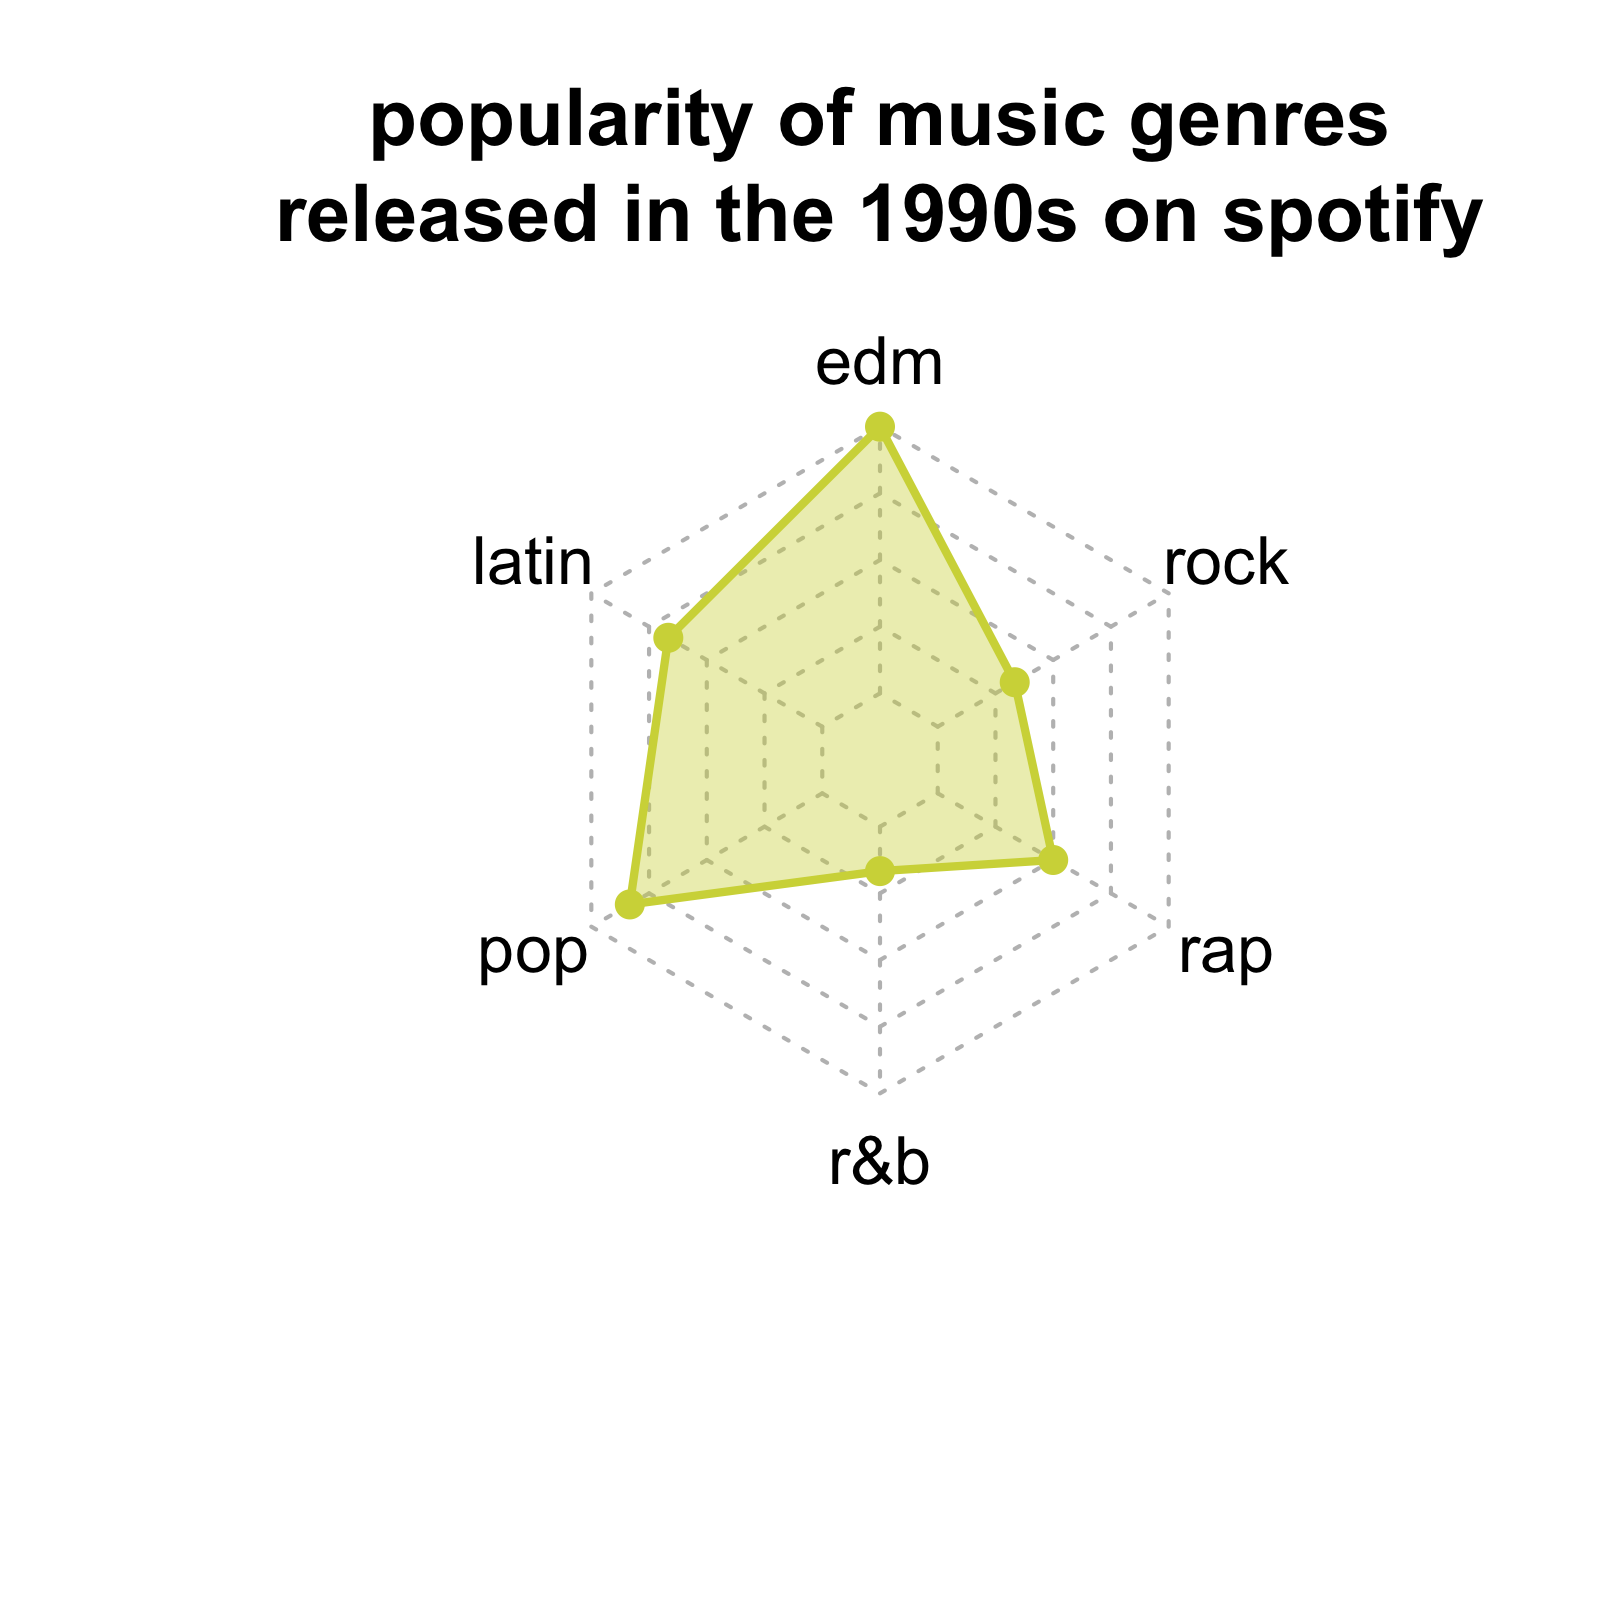 popularity of music genres
released in the 1990s on spotify
edm
latin
rock
pop
rap
r&b